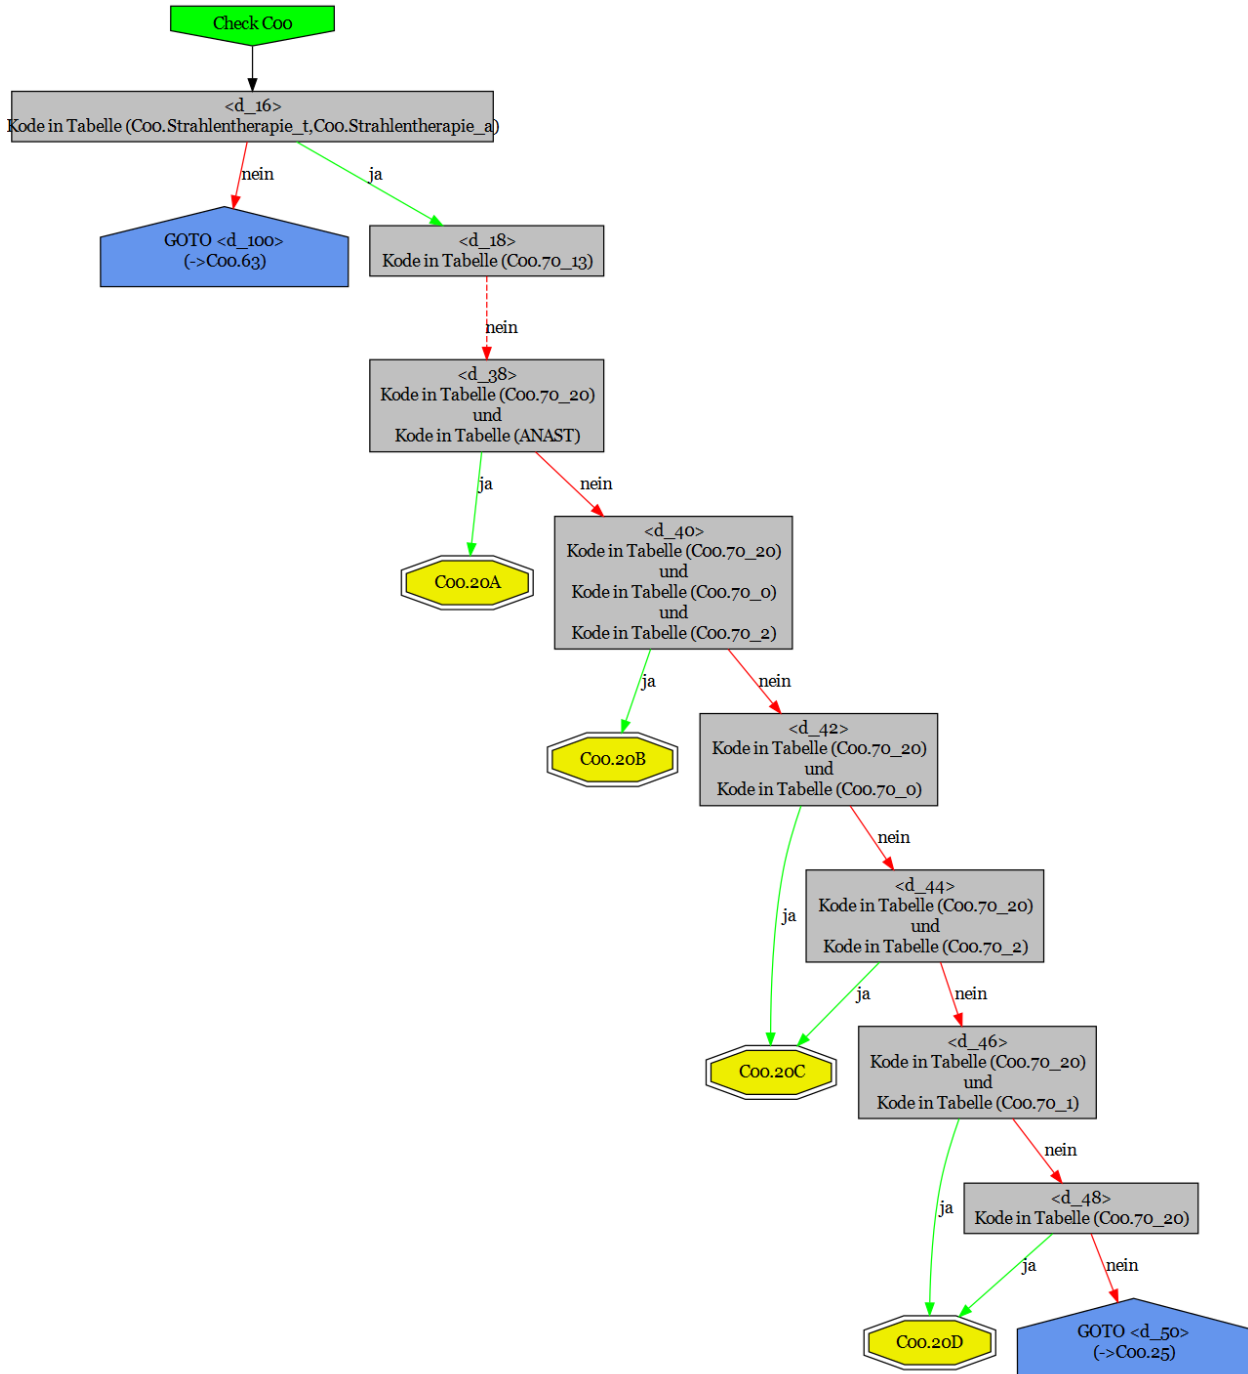 Check C00
<d_16>
Kode in Tabelle (C00.Strahlentherapie_t,C00.Strahlentherapie_a)
nein
ja
GOTO <d_100>
(->C00.63)
<d_18>
Kode in Tabelle (C00.70_13)
nein
<d_38>
Kode in Tabelle (C00.70_20)
und
Kode in Tabelle (ANAST)
ja
nein
C00.20A
<d_40>
Kode in Tabelle (C00.70_20)
und
Kode in Tabelle (C00.70_0)
und
Kode in Tabelle (C00.70_2)
ja
nein
C00.20B
<d_42>
Kode in Tabelle (C00.70_20)
und
Kode in Tabelle (C00.70_0)
ja
nein
<d_44>
Kode in Tabelle (C00.70_20)
und
Kode in Tabelle (C00.70_2)
ja
nein
C00.20C
<d_46>
Kode in Tabelle (C00.70_20)
und
Kode in Tabelle (C00.70_1)
ja
nein
<d_48>
Kode in Tabelle (C00.70_20)
ja
nein
C00.20D
GOTO <d_50>
(->C00.25)